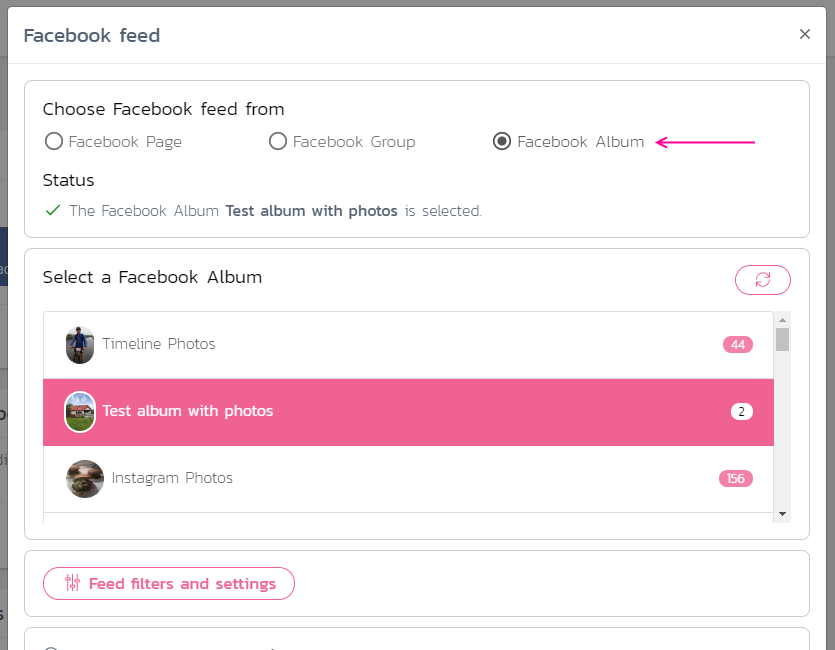 Facebook feed
Choose Facebook feed from
Facebook Page
Facebook Group
Facebook Album
Status
The Facebook Album Test album with photos is selected.
Select a Facebook Album
Timeline Photos
44
Test album with photos
2
Instagram Photos
156
Feed filters and settings